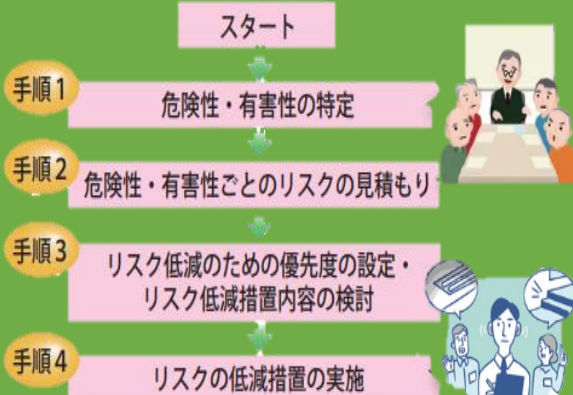 スタート
手順1
危険性・有害性の特定
手順2
危険性・有害性ごとのリスクの見積もり
手順3
リスク低減のための優先度の設定・
リスク低減措置内容の検討
手順4
リスクの低減措置の実施